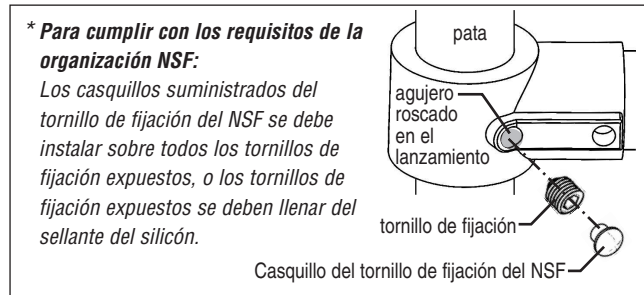 * Para cumplir con los requisitos de la
organización NSF:
Los casquillos suministrados del
tornillo de fijación del NSF se debe
instalar sobre todos los tornillos de
fijación expuestos, o los tornillos de
fijación expuestos se deben llenar del
sellante del silicón.
pata
agujero
roscado
en el
lanzamiento
tornillo de fijación
Casquillo del tornillo de fijación del NSF